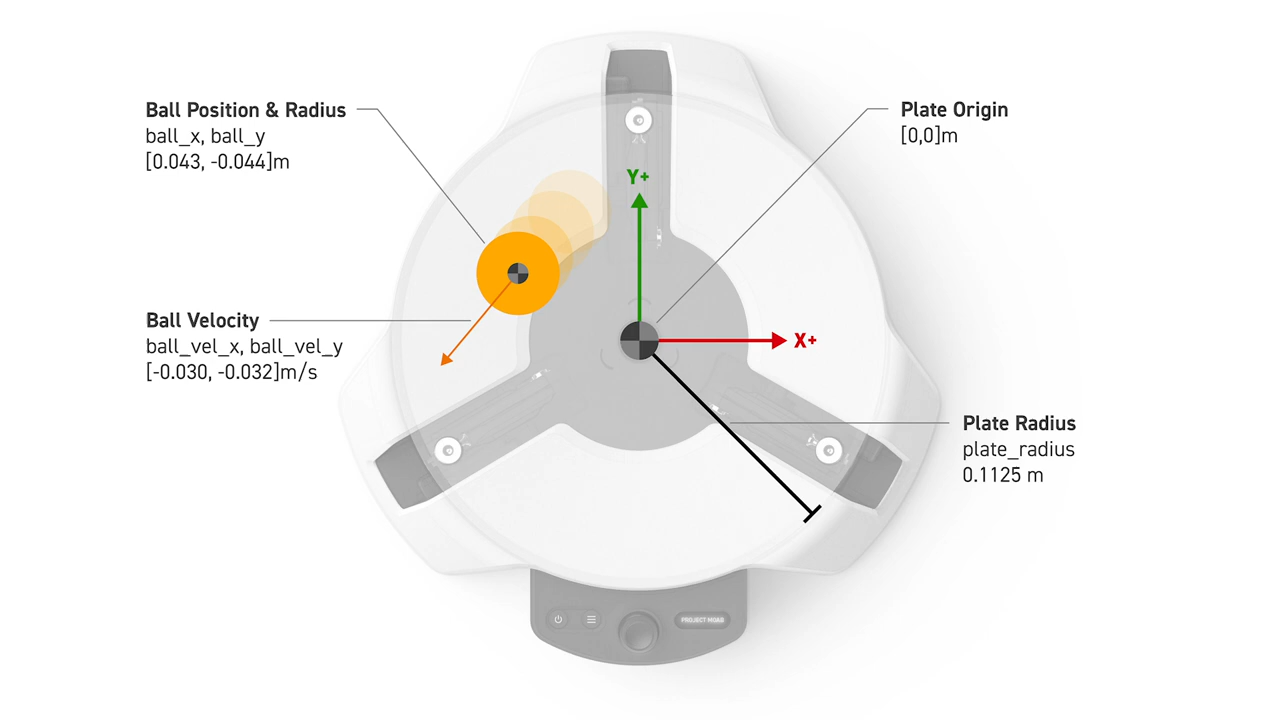 Ball Position & Radius
ball_x, ball_y
[0.043, -0.044]m
Plate Origin
[0,0]m
Y+
X+
Ball Velocity
ball_vel_x, ball_vel_y
[-0.030, -0.032]m/s
Plate Radius
plate_radius
0.1125 m
PROJECT MOAB